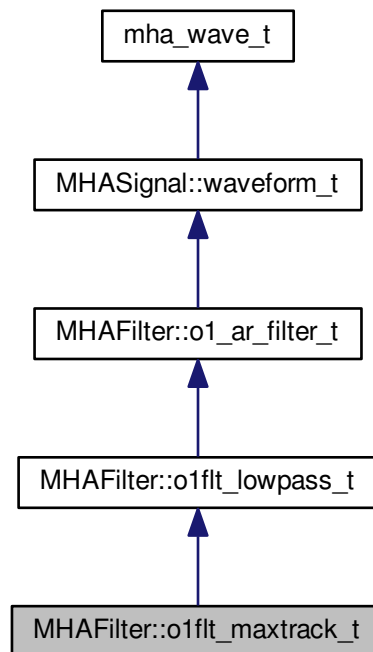 mha_wave_t
MHASignal::waveform_t
MHAFilter::o1_ar_filter_t
MHAFilter::o1flt_lowpass_t
MHAFilter::o1flt_maxtrack_t